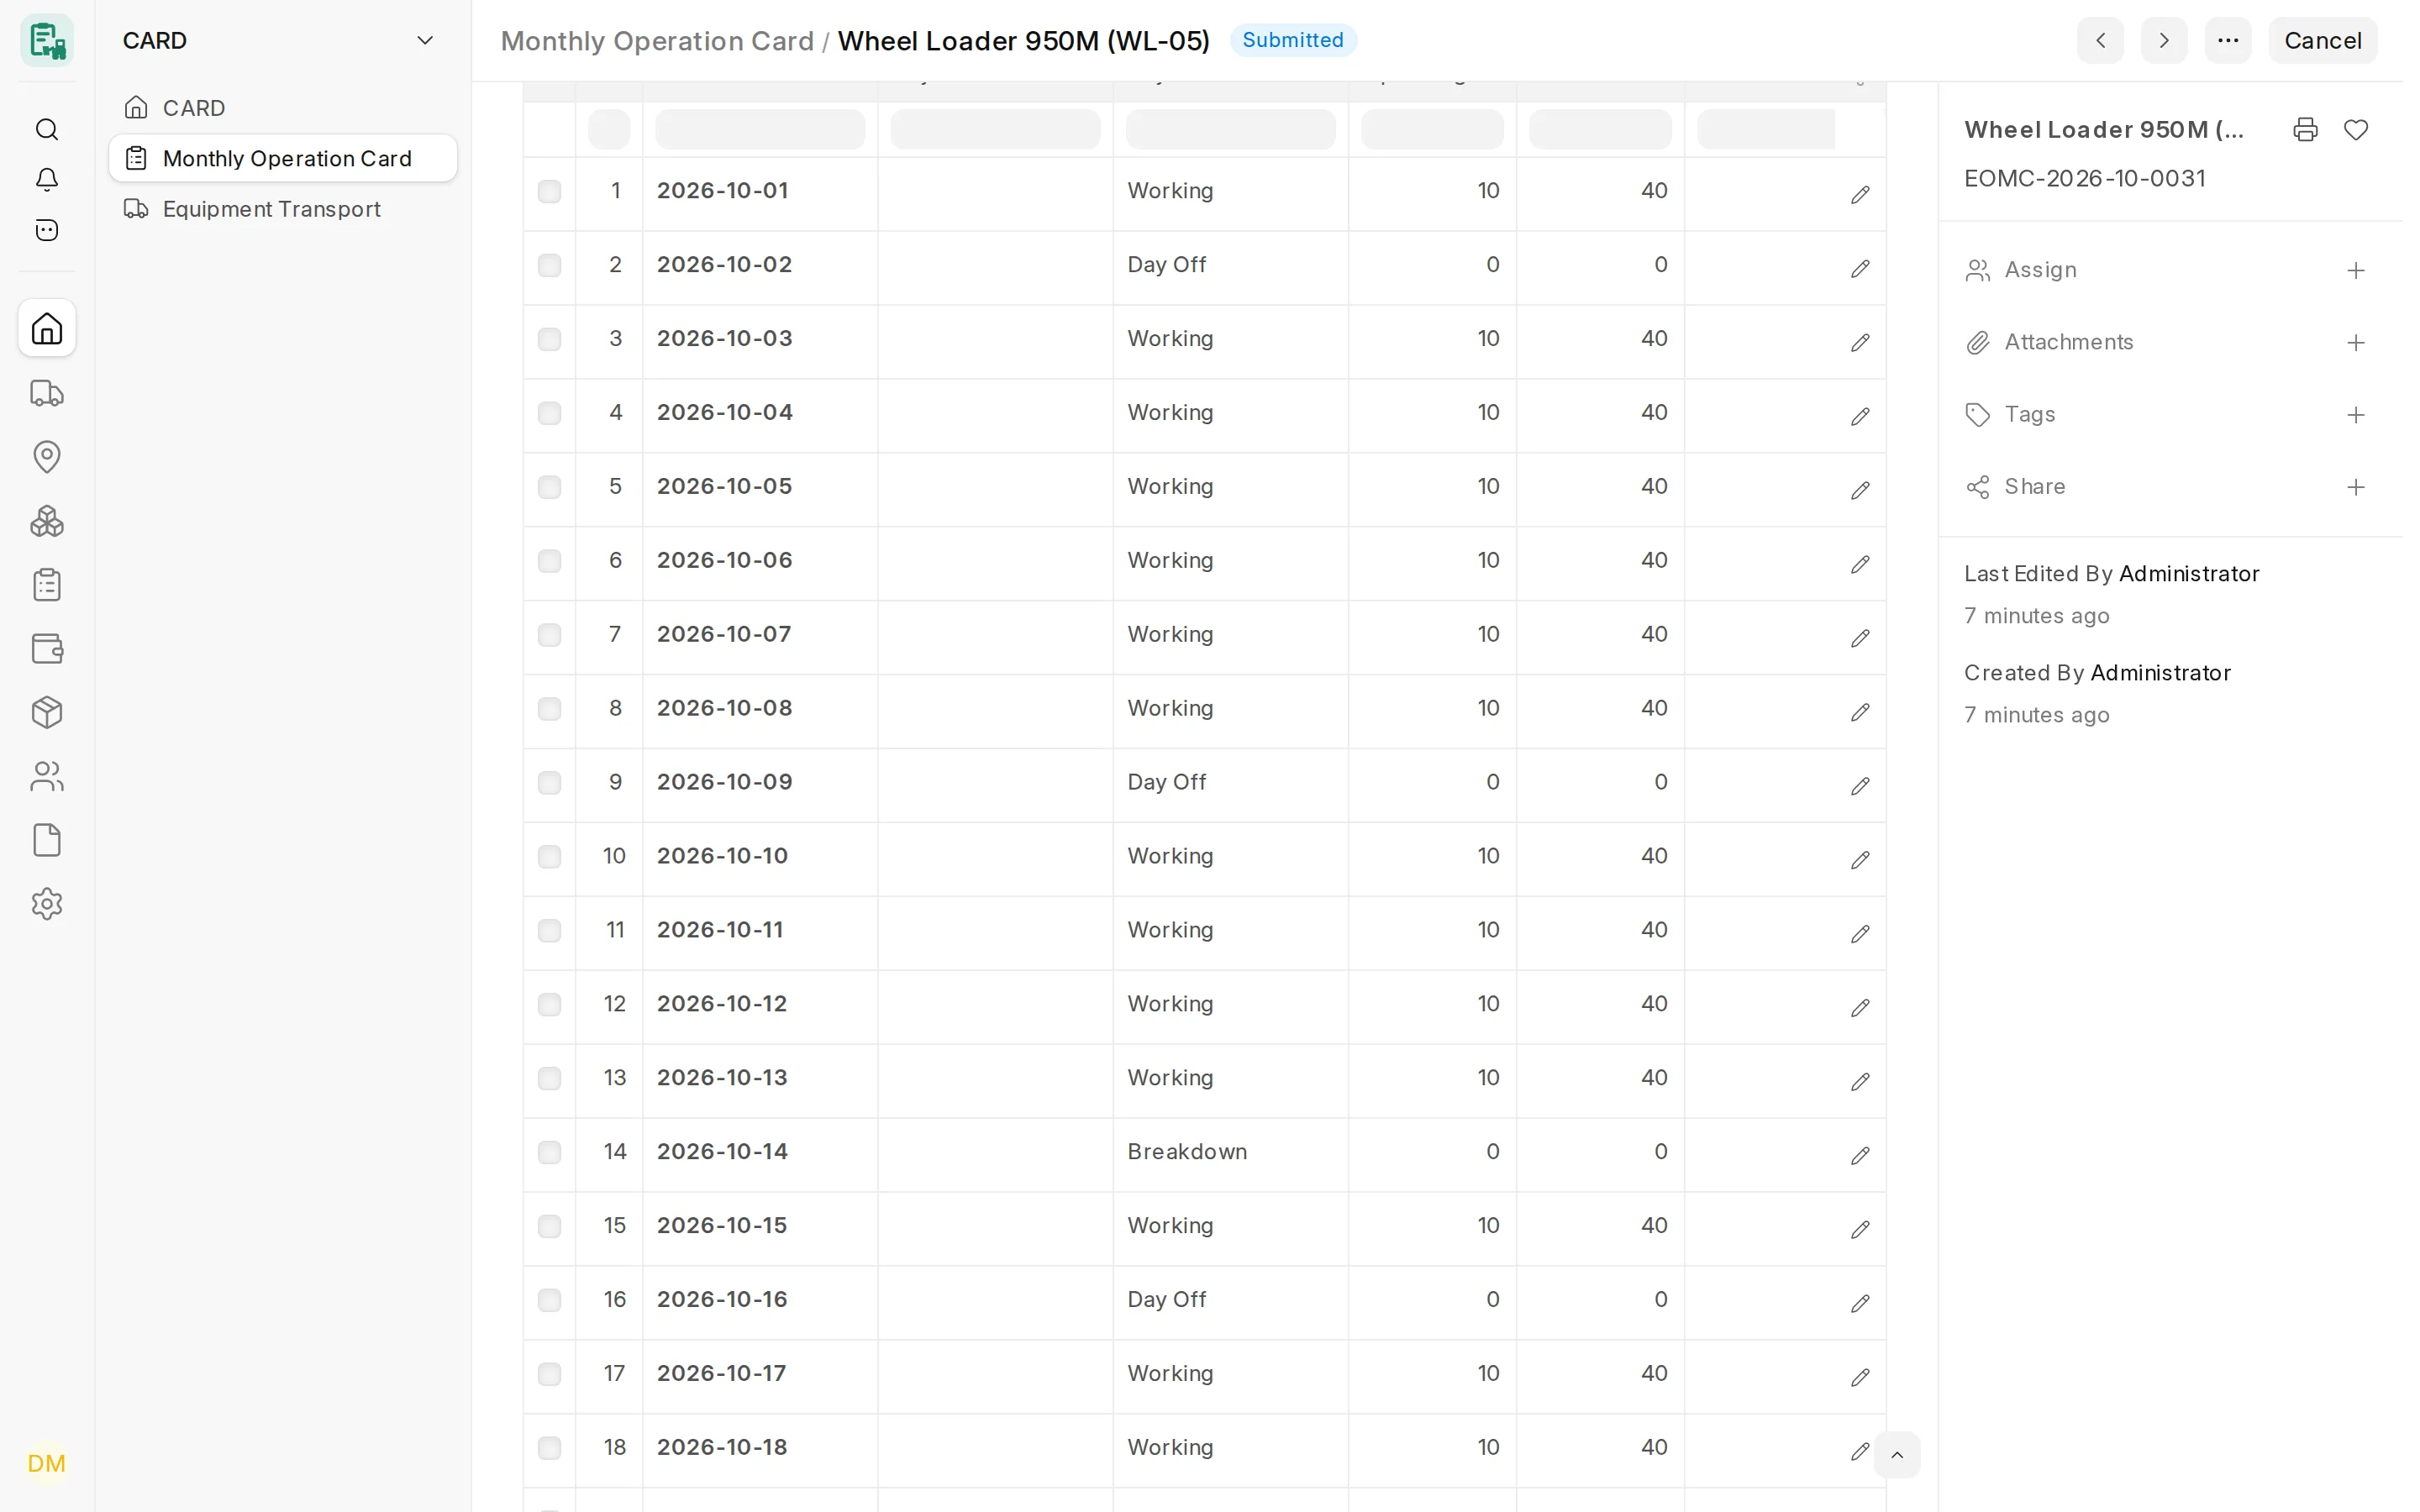 CARD
Monthly Operation Card / Wheel Loader 950M (WL-05) Submitted
Cancel
CARD
Monthly Operation Card
Equipment Transport
1 2026-10-01 Working 10 40
2 2026-10-02 Day Off 0 0
3 2026-10-03 Working 10 40
4 2026-10-04 Working 10 40
5 2026-10-05 Working 10 40
6 2026-10-06 Working 10 40
7 2026-10-07 Working 10 40
8 2026-10-08 Working 10 40
9 2026-10-09 Day Off 0 0
10 2026-10-10 Working 10 40
11 2026-10-11 Working 10 40
12 2026-10-12 Working 10 40
13 2026-10-13 Working 10 40
14 2026-10-14 Breakdown 0 0
15 2026-10-15 Working 10 40
16 2026-10-16 Day Off 0 0
17 2026-10-17 Working 10 40
18 2026-10-18 Working 10 40
Wheel Loader 950M (...
EOMC-2026-10-0031
Assign
Attachments
Tags
Share
Last Edited By Administrator
7 minutes ago
Created By Administrator
7 minutes ago
DM